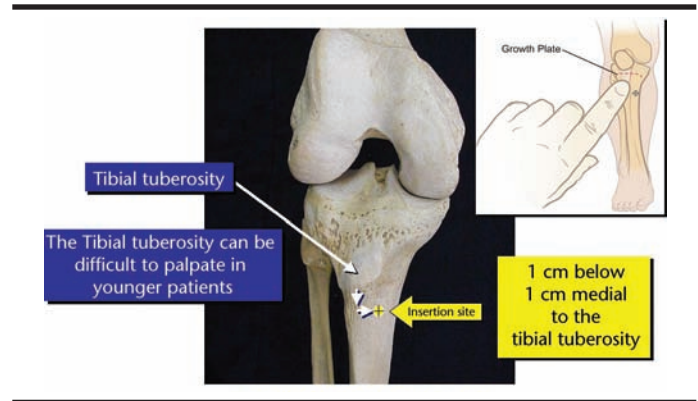 Growth Plate
Tibial tuberosity
The Tibial tuberosity can be
difficult to palpate in
younger patients
Insertion site
1 cm below
1 cm medial
to the
tibial tuberosity